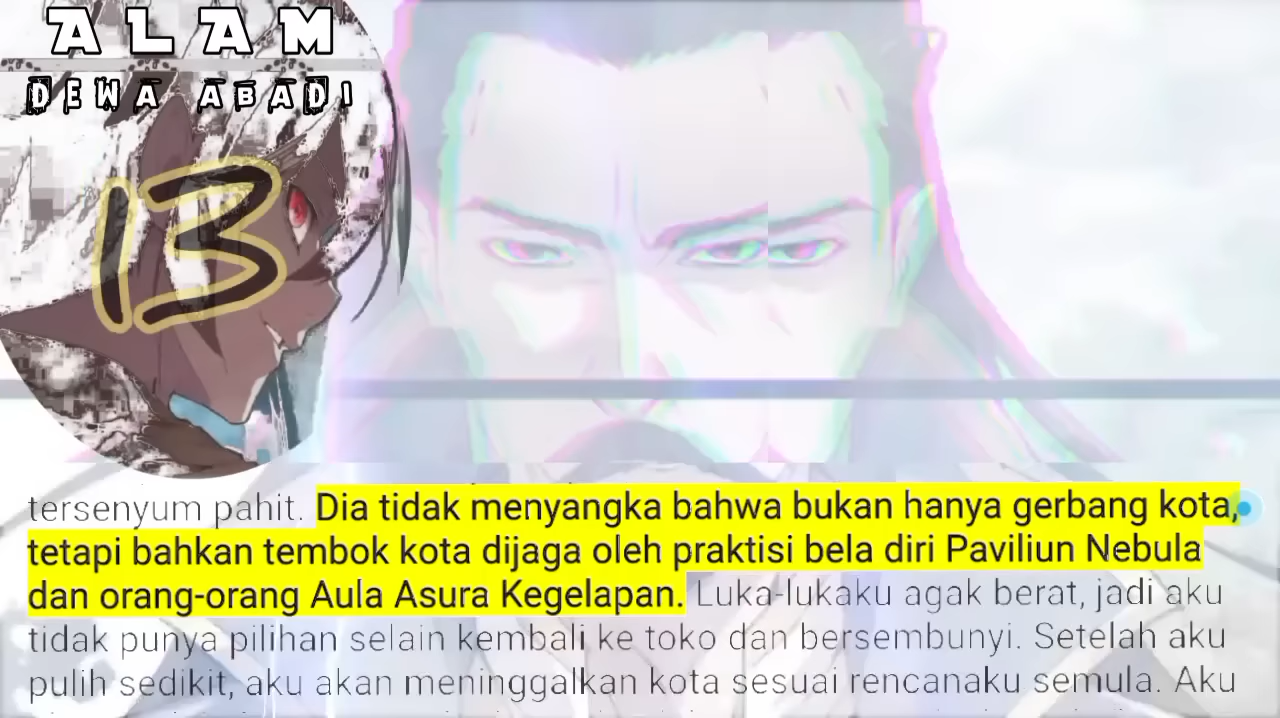 ALAM
DEWA ABADI
13
tersenyum pahit. Dia tidak menyangka bahwa bukan hanya gerbang kota,
tetapi bahkan tembok kota dijaga oleh praktisi bela diri Paviliun Nebula
dan orang-orang Aula Asura Kegelapan. Luka-lukaku agak berat, jadi aku
tidak punya pilihan selain kembali ke toko dan bersembunyi. Setelah aku
pulih sedikit, aku akan meninggalkan kota sesuai rencanaku semula. Aku